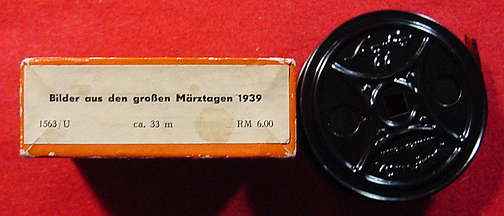 Bilder aus den großen Märztagen 1939
1563/U ca. 33 m RM 6.00